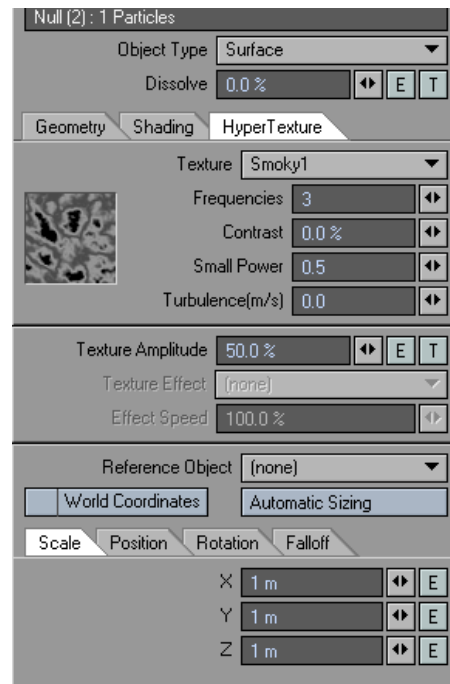 Null (2) : 1 Particles
Object Type Surface
Dissolve 0.0 % E T
Geometry Shading HyperTexture
Texture Smoky1
Frequencies 3
Contrast 0.0 %
Small Power 0.5
Turbulence(m/s) 0.0
Texture Amplitude 50.0 % E T
Texture Effect (none)
Effect Speed 100.0 %
Reference Object (none)
World Coordinates Automatic Sizing
Scale Position Rotation Falloff
X 1 m E
Y 1 m E
Z 1 m E